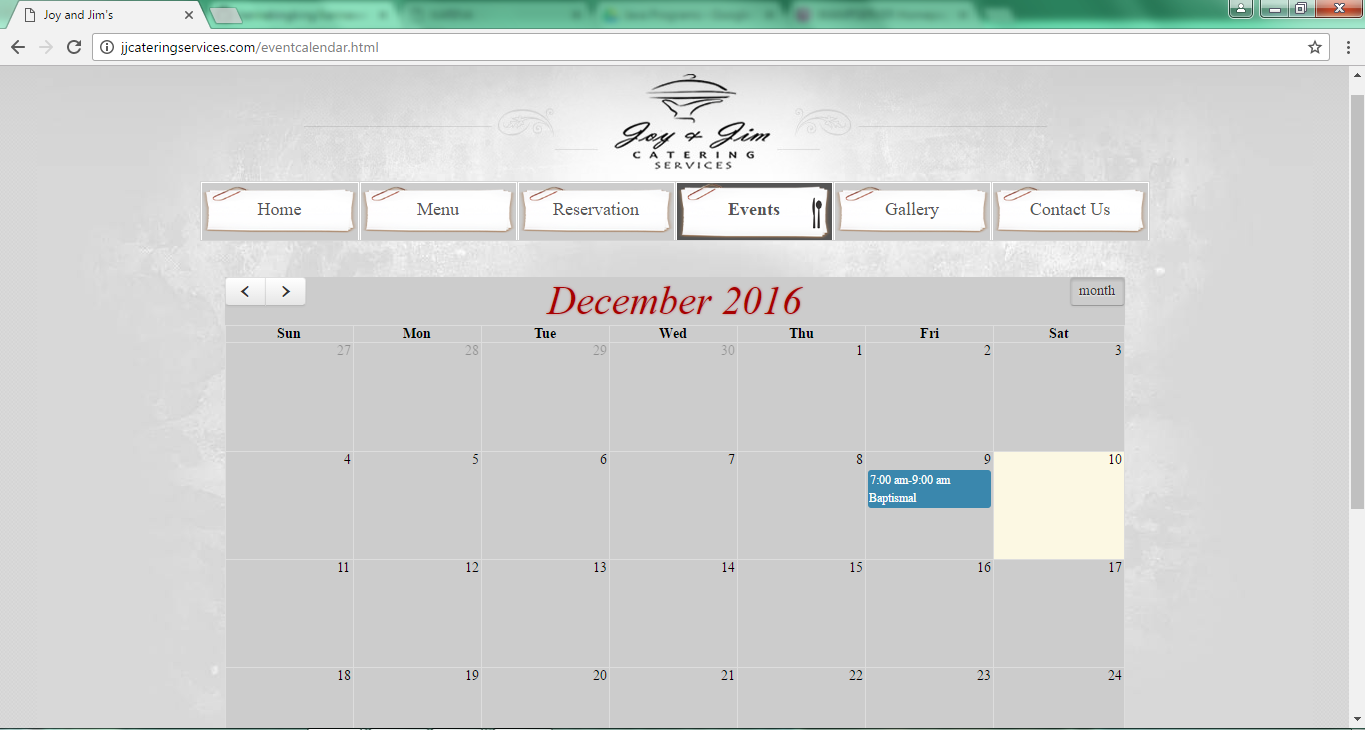 Joy and Jim's
jjcateringservices.com/eventcalendar.html
Joy & Jim
CATERING
SERVICES
Home Menu Reservation Events Gallery Contact Us
December 2016
month
Sun Mon Tue Wed Thu Fri Sat
27 28 29 30 1 2 3
4 5 6 7 8 9 10
7:00 am-9:00 am
Baptismal
11 12 13 14 15 16 17
18 19 20 21 22 23 24